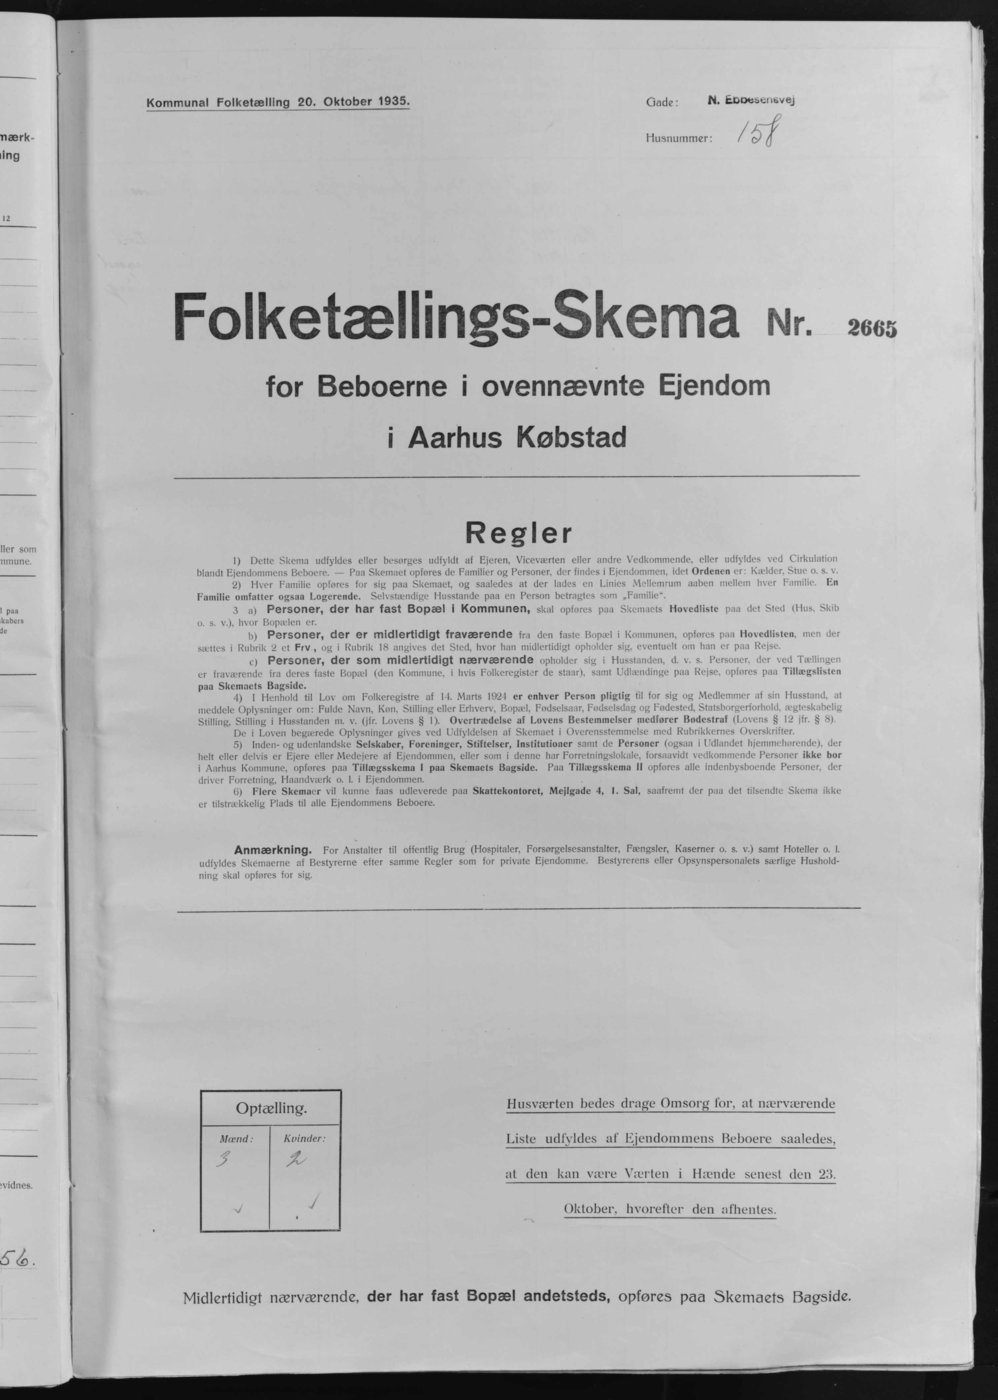 Kommunal Folketælling 20. Oktober 1935.
Gade: N. Ebbesensvej
Husnummer: 158
Folketællings-Skema Nr. 2665
for Beboerne i ovennævnte Ejendom
i Aarhus Købstad
Regler
1) Dette Skema udfyldes eller besørges udfyldt af Ejeren, Viceværten eller andre Vedkommende, eller udfyldes ved Cirkulation
blandt Ejendommens Beboere. — Paa Skemaet opføres de Familier og Personer, der findes i Ejendommen, idet Ordenen er: Kælder, Stue o. s. v.
2) Hver Familie opføres for sig paa Skemaet, og saaledes at der lades en Linies Mellemrum aaben mellem hver Familie. En
Familie omfatter ogsaa Logerende. Selvstændige Husstande paa en Person betragtes som „Familie“.
3 a) Personer, der har fast Bopæl i Kommunen, skal opføres paa Skemaets Hovedliste paa det Sted (Hus, Skib
o. s. v.), hvor Bopælen er.
b) Personer, der er midlertidigt fraværende fra den faste Bopæl i Kommunen, opføres paa Hovedlisten, men der
sættes i Rubrik 2 et Frv., og i Rubrik 18 angives det Sted, hvor han midlertidigt opholder sig, eventuelt om han er paa Rejse.
c) Personer, der som midlertidigt nærværende opholder sig i Husstanden, d. v. s. Personer, der ved Tællingen
er fraværende fra deres faste Bopæl (den Kommune, i hvis Folkeregister de staar), samt Udlændinge paa Rejse, opføres paa Tillægslisten
paa Skemaets Bagside.
4) I Henhold til Lov om Folkeregistre af 14. Marts 1924 er enhver Person pligtig til for sig og Medlemmer af sin Husstand, at
meddele Oplysninger om: Fulde Navn, Køn, Stilling eller Erhverv, Bopæl, Fødselsaar, Fødselsdag og Fødested, Statsborgerforhold, ægteskabelig
Stilling, Stilling i Husstanden m. v. (jfr. Lovens § 1). Overtrædelse af Lovens Bestemmelser medfører Bødestraf (Lovens § 12 jfr. § 8).
De i Loven begærede Oplysninger gives ved Udfyldelsen af Skemaet i Overensstemmelse med Rubrikkernes Overskrifter.
5) Inden- og udenlandske Selskaber, Foreninger, Stiftelser, Institutioner samt de Personer (ogsaa i Udlandet hjemmehørende), der
helt eller delvis er Ejere eller Medejere af Ejendommen, eller som i denne har Forretningslokale, forsaavidt vedkommende Personer ikke bor
i Aarhus Kommune, opføres paa Tillægsskema I paa Skemaets Bagside. Paa Tillægsskema II opføres alle indenbysboende Personer, der
driver Forretning, Haandværk o. l. i Ejendommen.
6) Flere Skemaer vil kunne faas udleverede paa Skattekontoret, Mejlgade 4, 1. Sal, saafremt der paa det tilsendte Skema ikke
er tilstrækkelig Plads til alle Ejendommens Beboere.
Anmærkning. For Anstalter til offentlig Brug (Hospitaler, Forsørgelsesanstalter, Fængsler, Kaserner o. s. v.) samt Hoteller o. l.
udfyldes Skemaerne af Bestyrerne efter samme Regler som for private Ejendomme. Bestyrerens eller Opsynspersonalets særlige Hushold-
ning skal opføres for sig.
Optælling.
Mænd: Kvinder:
3 2
Husværten bedes drage Omsorg for, at nærværende
Liste udfyldes af Ejendommens Beboere saaledes,
at den kan være Værten i Hænde senest den 23.
Oktober, hvorefter den afhentes.
Midlertidigt nærværende, der har fast Bopæl andetsteds, opføres paa Skemaets Bagside.
mærk-
ing
12
ller som
mmune.
l paa
skabers
de
evidnes.
56.